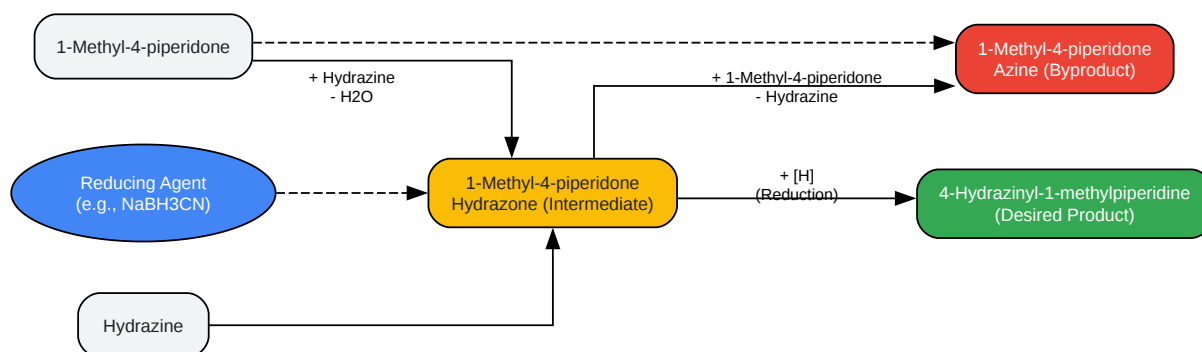 1-Methyl-4-piperidone
+ Hydrazine
- H2O
1-Methyl-4-piperidone
Azine (Byproduct)
+ 1-Methyl-4-piperidone
- Hydrazine
Reducing Agent
(e.g., NaBH3CN)
1-Methyl-4-piperidone
Hydrazone (Intermediate)
+ [H]
(Reduction)
4-Hydrazinyl-1-methylpiperidine
(Desired Product)
Hydrazine